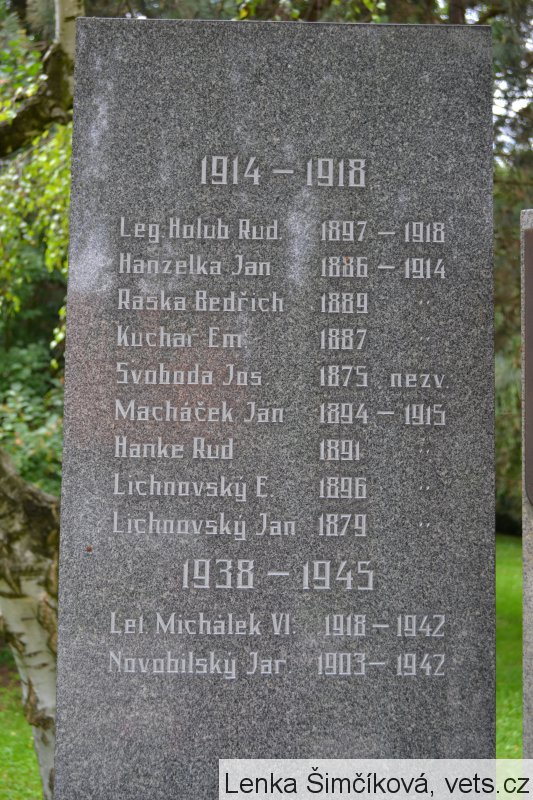 1914 – 1918
Leg Holub Rud. 1897 – 1918
Hanzelka Jan 1886 – 1914
Raška Bedřich 1889 "
Kuchař Em. 1887 "
Svoboda Jos. 1875 nezv.
Macháček Jan 1894 – 1915
Hanke Rud 1891 "
Lichnovský E. 1896 "
Lichnovský Jan 1879 "
1938 – 1945
Let. Michálek Vl. 1918 – 1942
Novobilský Jar. 1903 – 1942
Lenka Šimčíková, vets.cz